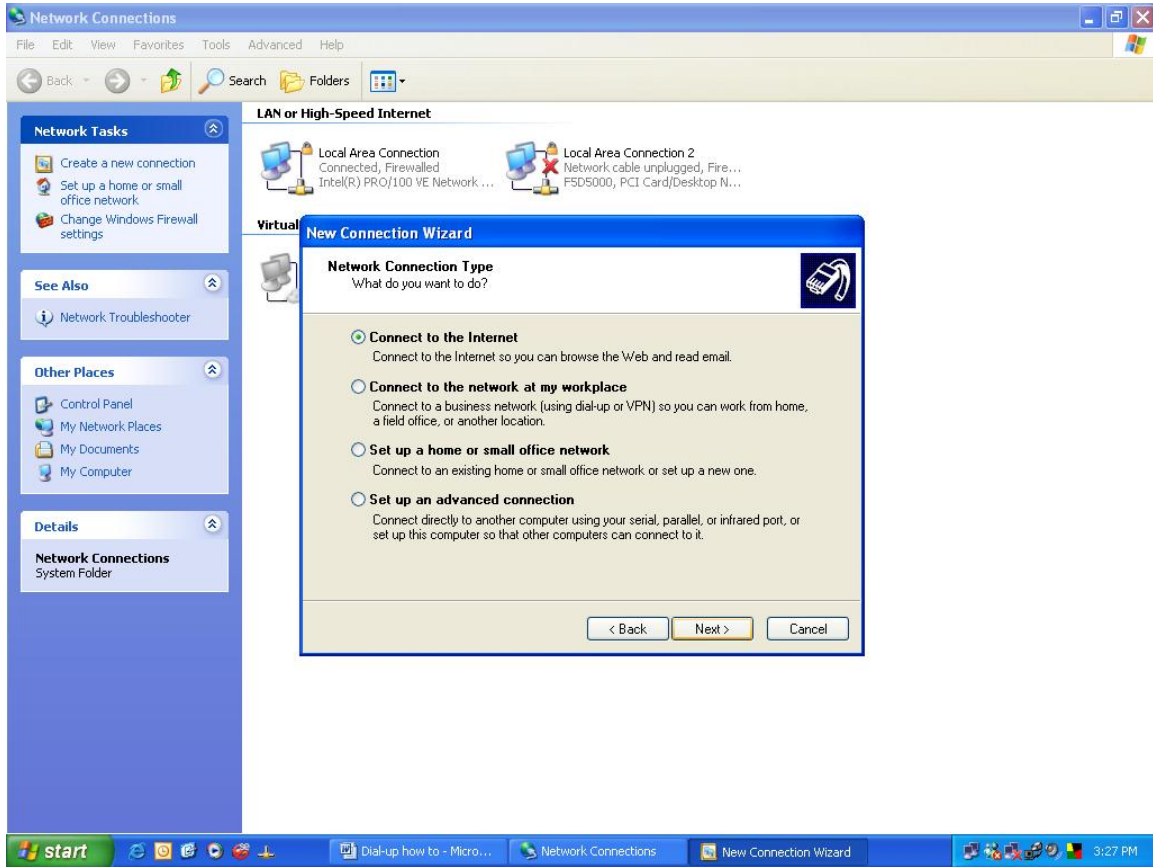 Network Connections
File Edit View Favorites Tools Advanced Help
Back Search Folders
Network Tasks
Create a new connection
Set up a home or small
office network
Change Windows Firewall
settings
See Also
Network Troubleshooter
Other Places
Control Panel
My Network Places
My Documents
My Computer
Details
Network Connections
System Folder
LAN or High-Speed Internet
Local Area Connection
Connected, Firewalled
Intel(R) PRO/100 VE Network ...
Local Area Connection 2
Network cable unplugged, Fire...
F5D5000, PCI Card/Desktop N...
Virtual
New Connection Wizard
Network Connection Type
What do you want to do?
Connect to the Internet
Connect to the Internet so you can browse the Web and read email.
Connect to the network at my workplace
Connect to a business network (using dial-up or VPN) so you can work from home,
a field office, or another location.
Set up a home or small office network
Connect to an existing home or small office network or set up a new one.
Set up an advanced connection
Connect directly to another computer using your serial, parallel, or infrared port, or
set up this computer so that other computers can connect to it.
< Back Next > Cancel
start Dial-up how to - Micro... Network Connections New Connection Wizard 3:27 PM